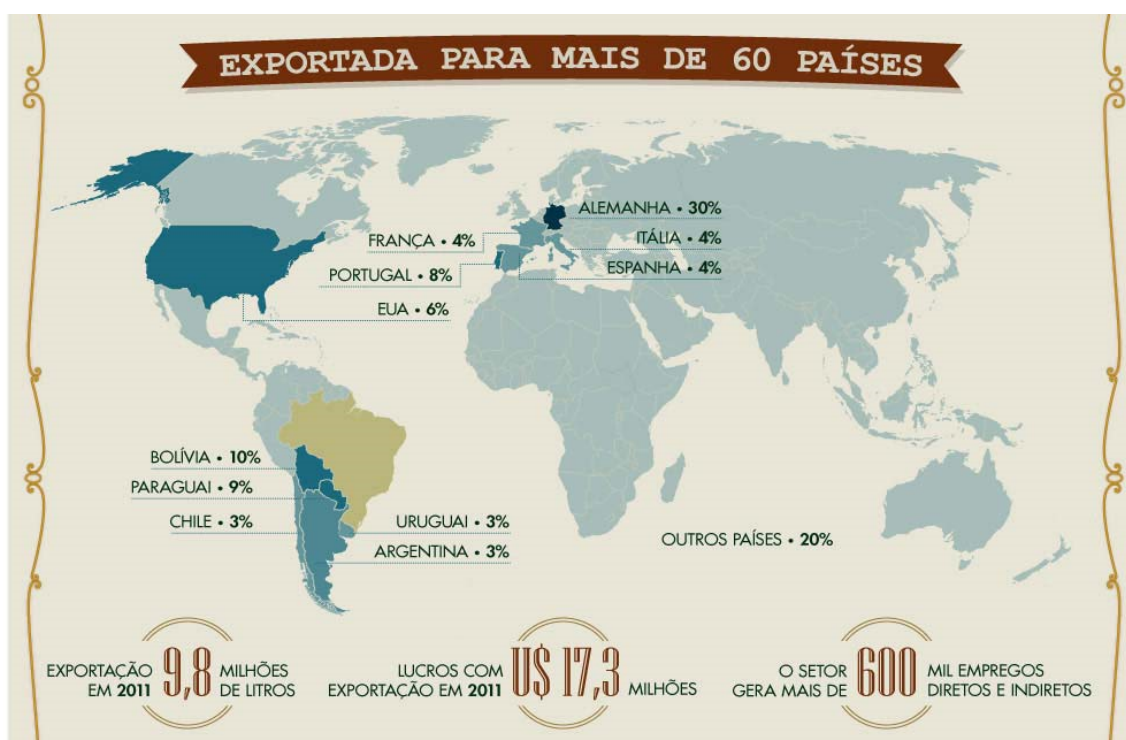 EXPORTADA PARA MAIS DE 60 PAÍSES
ALEMANHA • 30%
FRANÇA • 4%
ITÁLIA • 4%
PORTUGAL • 8%
ESPANHA • 4%
EUA • 6%
BOLÍVIA • 10%
PARAGUAI • 9%
CHILE • 3%
URUGUAI • 3%
ARGENTINA • 3%
OUTROS PAÍSES • 20%
EXPORTAÇÃO
EM 2011
9,8
MILHÕES
DE LITROS
LUCROS COM
EXPORTAÇÃO EM 2011
U$ 17,3
MILHÕES
O SETOR
GERA MAIS DE
600
MIL EMPREGOS
DIRETOS E INDIRETOS